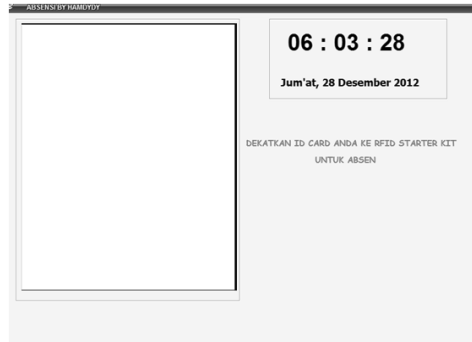 ABSENSI BY HAMDYDY
06 : 03 : 28
Jum'at, 28 Desember 2012
DEKATKAN ID CARD ANDA KE RFID STARTER KIT
UNTUK ABSEN